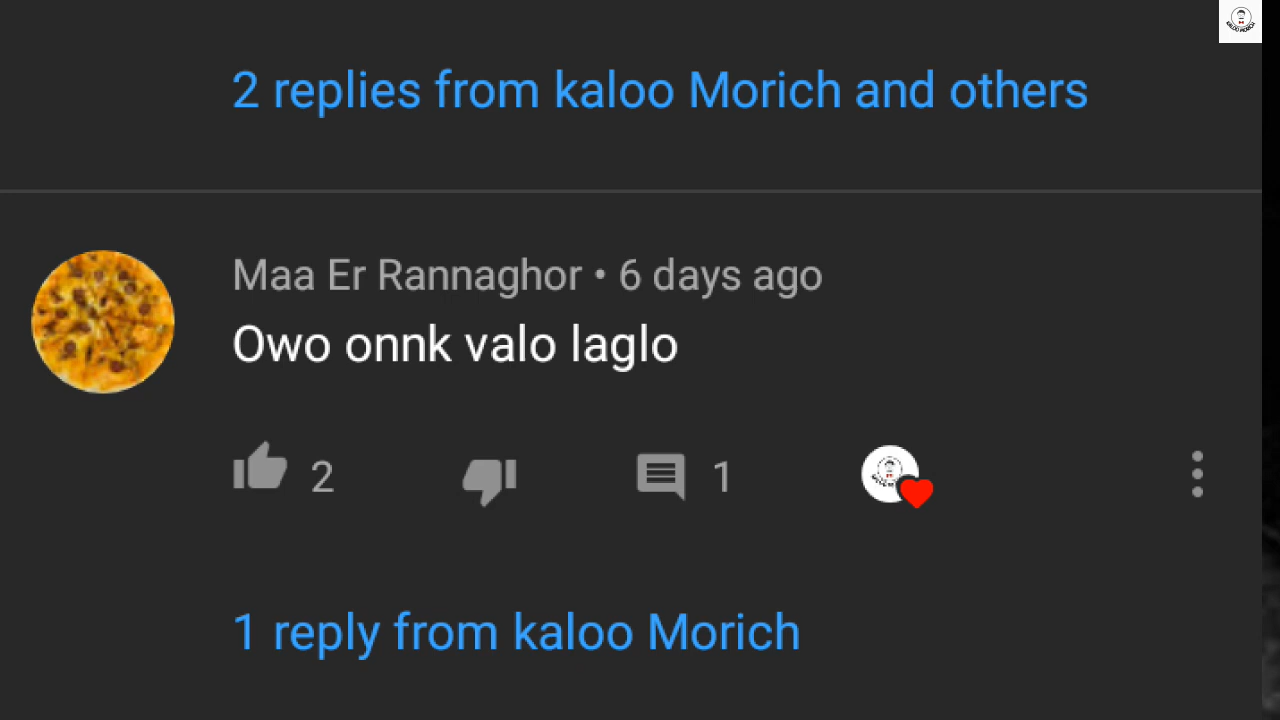 2 replies from kaloo Morich and others
Maa Er Rannaghor • 6 days ago
Owo onnk valo laglo
2
1
1 reply from kaloo Morich